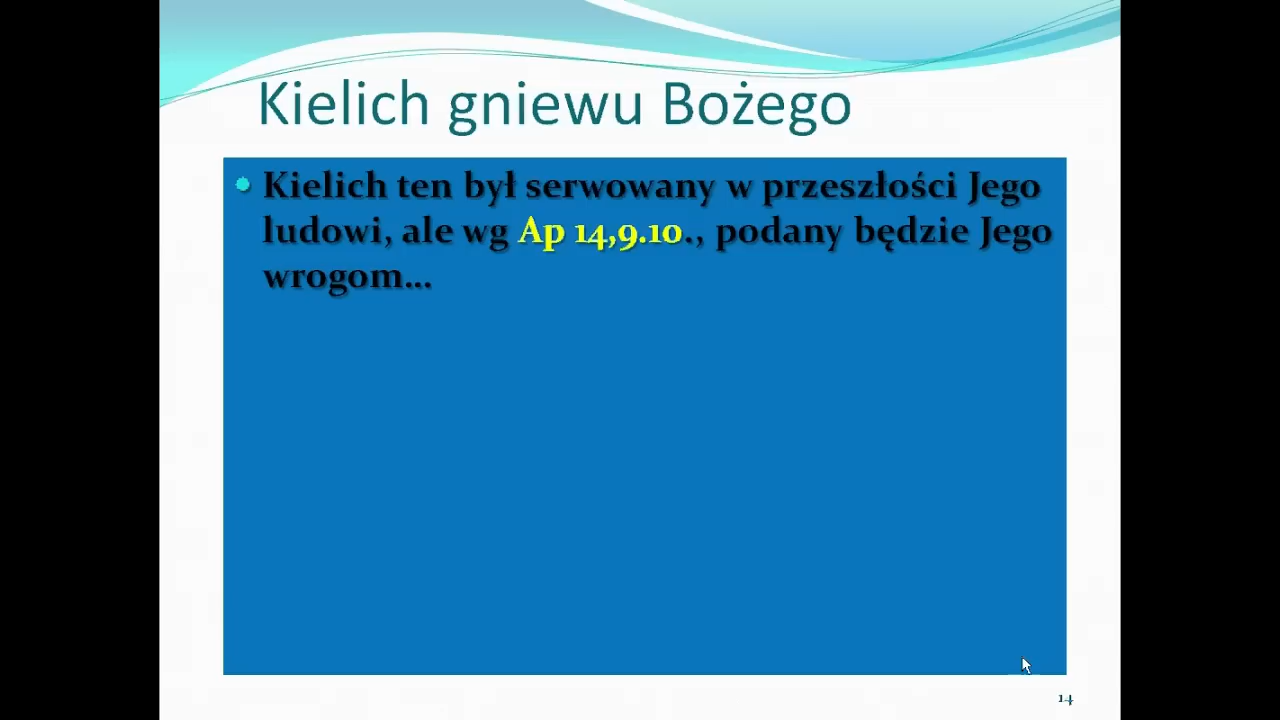 Kielich gniewu Bożego
Kielich ten był serwowany w przeszłości Jego
ludowi, ale wg Ap 14,9.10., podany będzie Jego
wrogom...
14